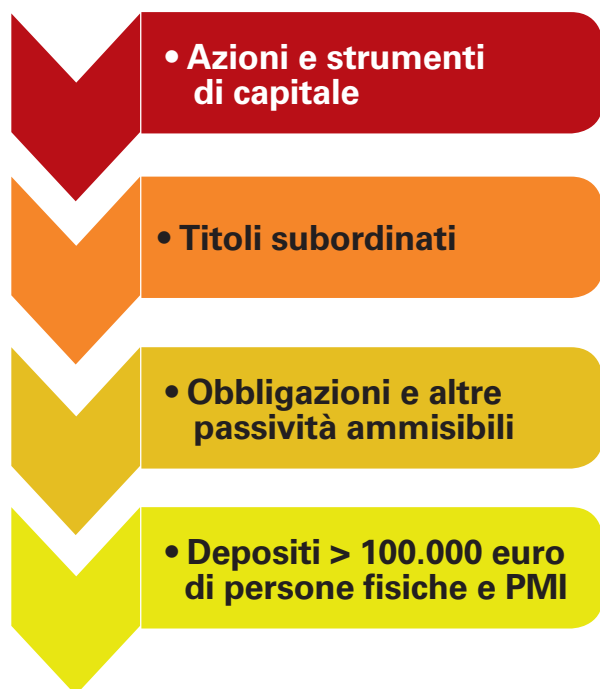 • Azioni e strumenti
di capitale
• Titoli subordinati
• Obbligazioni e altre
passività ammisibili
• Depositi > 100.000 euro
di persone fisiche e PMI